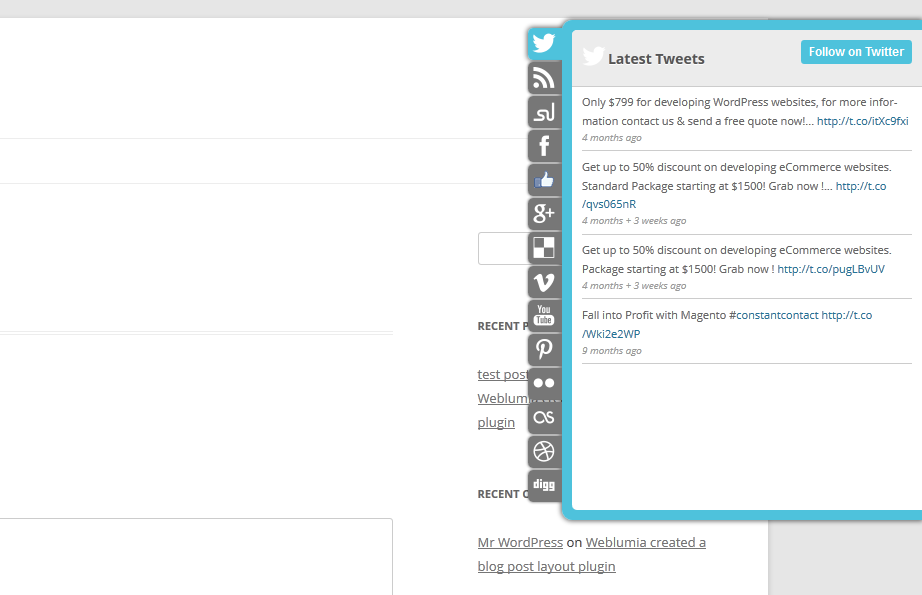 Latest Tweets
Follow on Twitter
Only $799 for developing WordPress websites, for more infor-
mation contact us & send a free quote now!... http://t.co/itXc9fxi
4 months ago
Get up to 50% discount on developing eCommerce websites.
Standard Package starting at $1500! Grab now !... http://t.co
/qvs065nR
4 months + 3 weeks ago
Get up to 50% discount on developing eCommerce websites.
Package starting at $1500! Grab now ! http://t.co/pugLBvUV
4 months + 3 weeks ago
Fall into Profit with Magento #constantcontact http://t.co
/Wki2e2WP
9 months ago
g+
You
Tube
digg
RECENT P
test post
Weblum
plugin
RECENT
Mr WordPress on Weblumia created a
blog post layout plugin